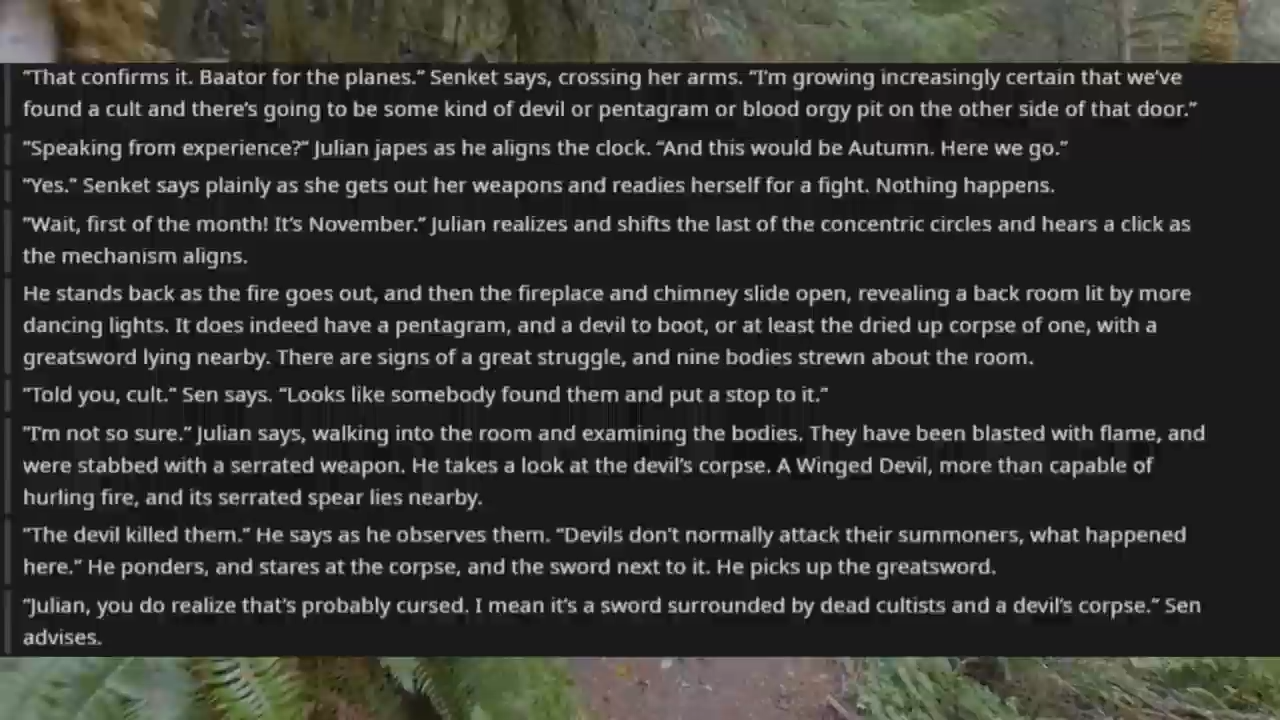 “That confirms it. Baator for the planes.” Senket says, crossing her arms. “I’m growing increasingly certain that we’ve
found a cult and there’s going to be some kind of devil or pentagram or blood orgy pit on the other side of that door.”
“Speaking from experience?” Julian japes as he aligns the clock. “And this would be Autumn. Here we go.”
“Yes.” Senket says plainly as she gets out her weapons and readies herself for a fight. Nothing happens.
“Wait, first of the month! It’s November.” Julian realizes and shifts the last of the concentric circles and hears a click as
the mechanism aligns.
He stands back as the fire goes out, and then the fireplace and chimney slide open, revealing a back room lit by more
dancing lights. It does indeed have a pentagram, and a devil to boot, or at least the dried up corpse of one, with a
greatsword lying nearby. There are signs of a great struggle, and nine bodies strewn about the room.
“Told you, cult.” Sen says. “Looks like somebody found them and put a stop to it.”
“I’m not so sure.” Julian says, walking into the room and examining the bodies. They have been blasted with flame, and
were stabbed with a serrated weapon. He takes a look at the devil’s corpse. A Winged Devil, more than capable of
hurling fire, and its serrated spear lies nearby.
“The devil killed them.” He says as he observes them. “Devils don’t normally attack their summoners, what happened
here.” He ponders, and stares at the corpse, and the sword next to it. He picks up the greatsword.
“Julian, you do realize that’s probably cursed. I mean it’s a sword surrounded by dead cultists and a devil’s corpse.” Sen
advises.